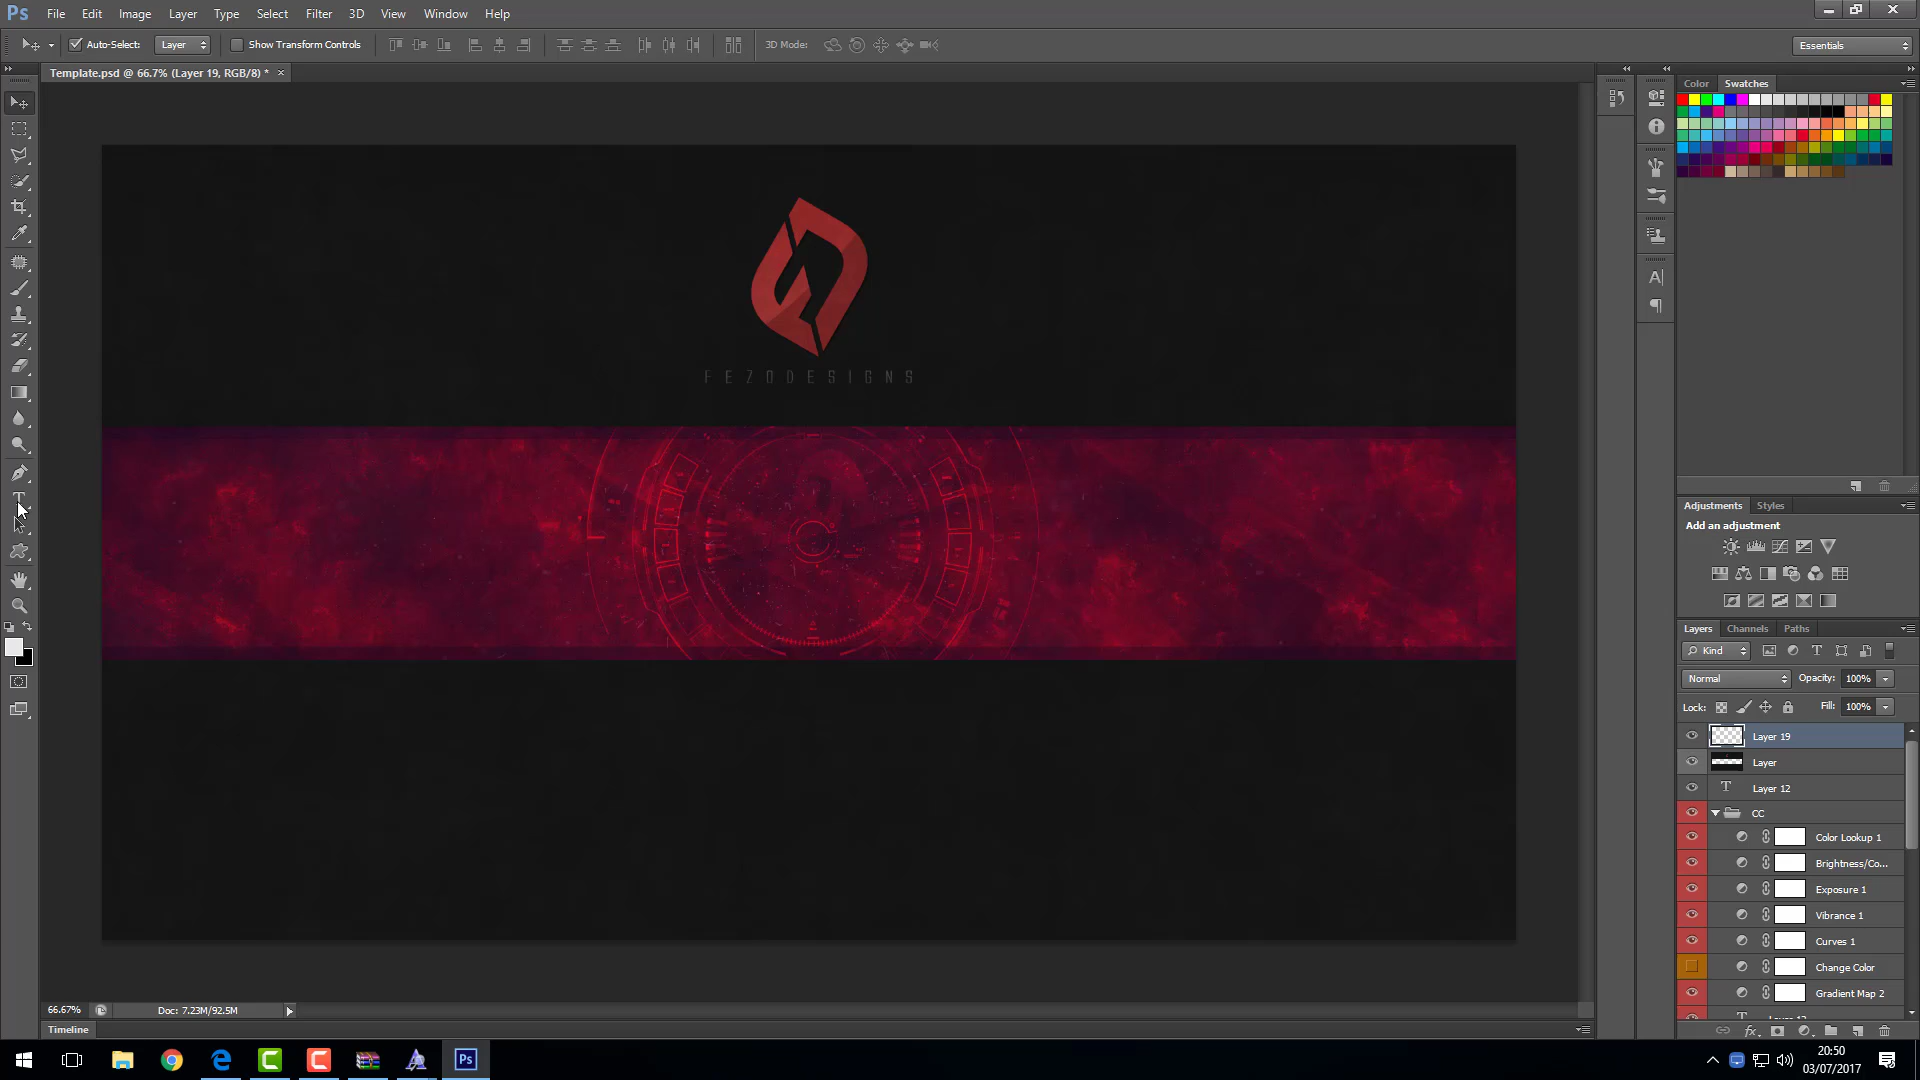 Ps File Edit Image Layer Type Select Filter 3D View Window Help
Auto-Select: Layer Show Transform Controls 3D Mode: Essentials
Template.psd @ 66.7% (Layer 19, RGB/8) *
Color Swatches
FEZODESIGNS
Adjustments Styles
Add an adjustment
Layers Channels Paths
Kind
Normal Opacity: 100%
Lock: Fill: 100%
Layer 19
Layer
Layer 12
CC
Color Lookup 1
Brightness/Co...
Exposure 1
Vibrance 1
Curves 1
Change Color
Gradient Map 2
66.67% Doc: 7.23M/92.5M
Timeline
Ps
20:50
03/07/2017